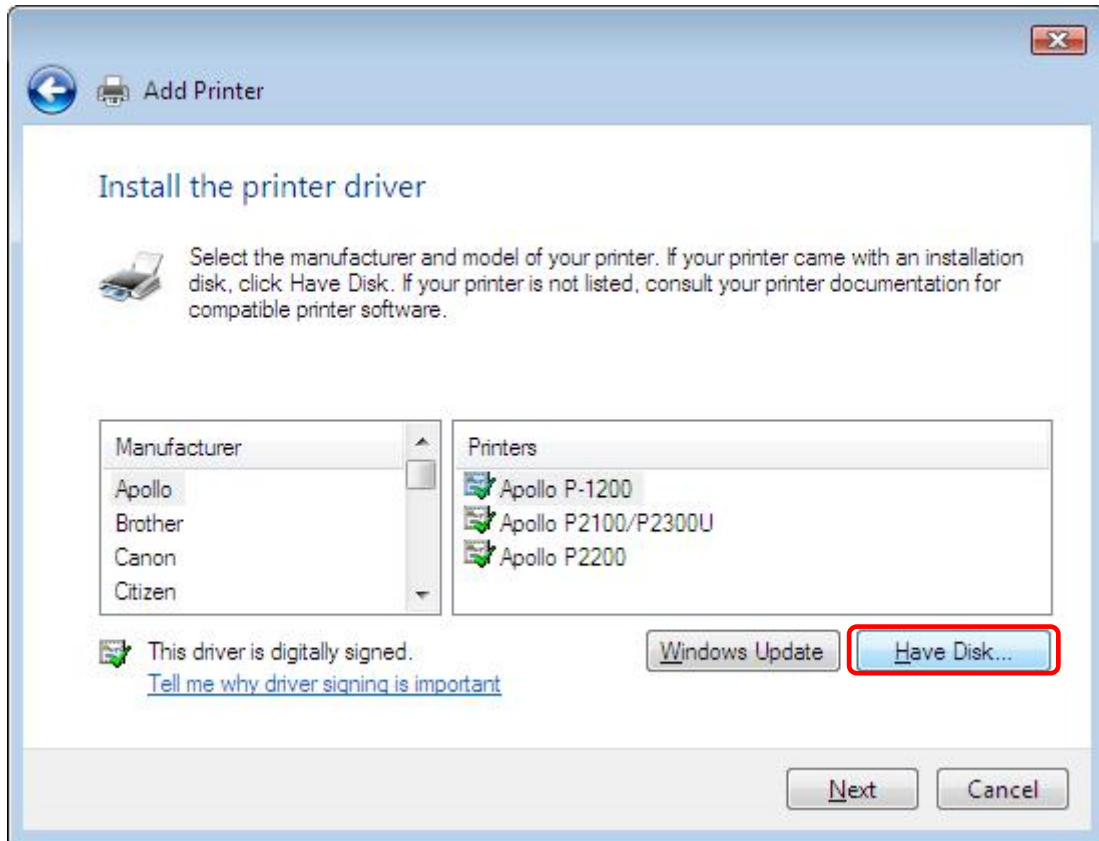 Add Printer
Install the printer driver
Select the manufacturer and model of your printer. If your printer came with an installation
disk, click Have Disk. If your printer is not listed, consult your printer documentation for
compatible printer software.
Manufacturer
Apollo
Brother
Canon
Citizen
Printers
Apollo P-1200
Apollo P2100/P2300U
Apollo P2200
This driver is digitally signed.
Tell me why driver signing is important
Windows Update
Have Disk...
Next
Cancel